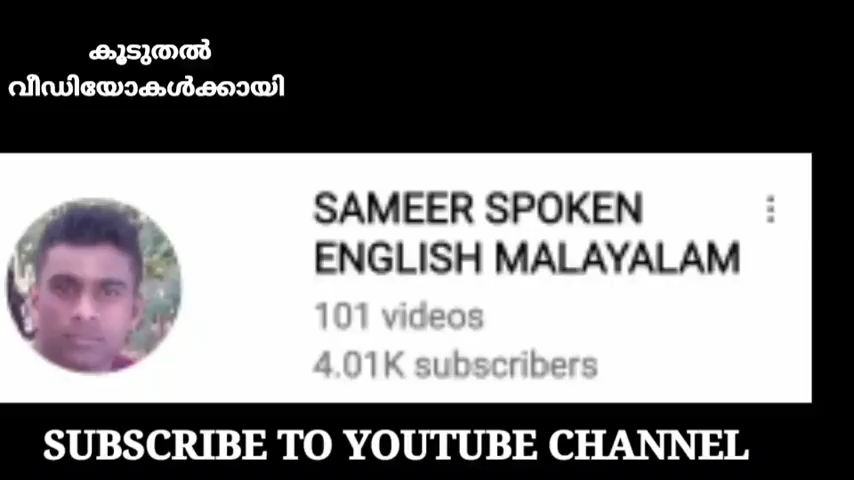 കൂടുതൽ
വീഡിയോകൾക്കായി
SAMEER SPOKEN
ENGLISH MALAYALAM
101 videos
4.01K subscribers
SUBSCRIBE TO YOUTUBE CHANNEL